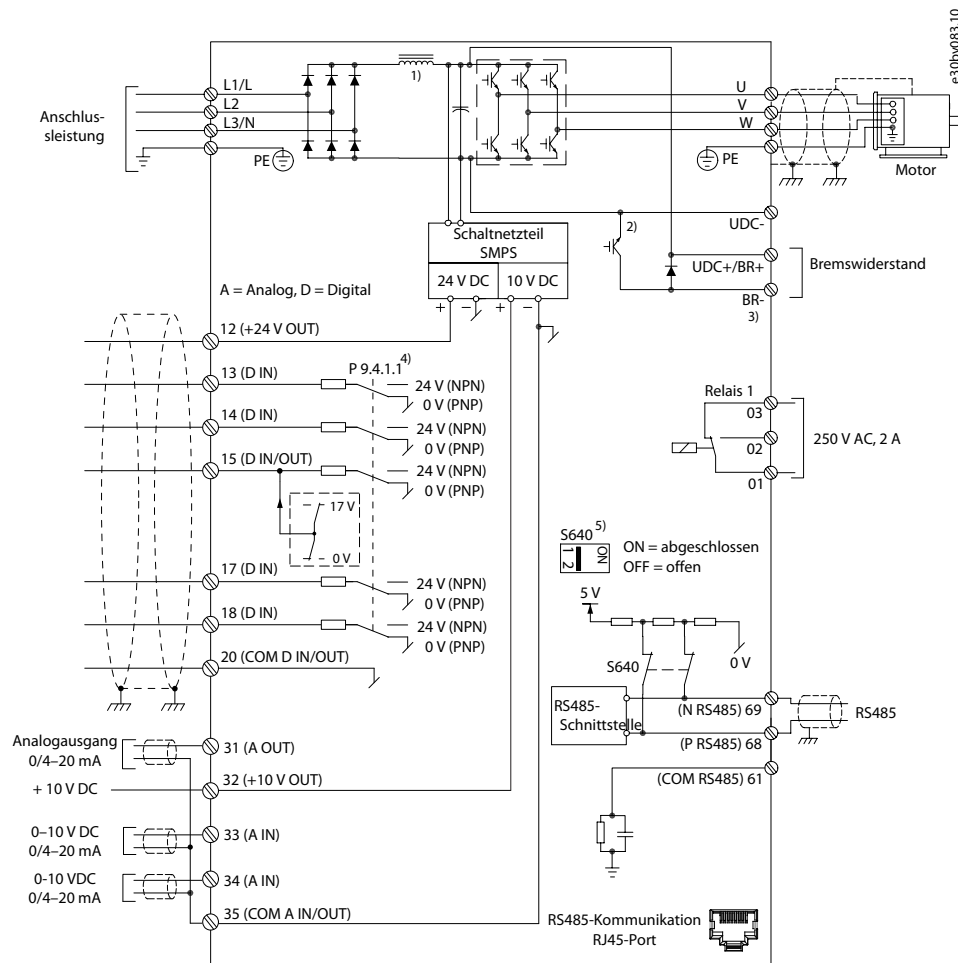 e30bv083.10
1)
L1/L
L2
L3/N
PE
Anschlus-
sleistung
U
V
W
PE
Motor
UDC-
2)
UDC+/BR+
BR-
3)
Bremswiderstand
Schaltnetzteil
SMPS
24 V DC
10 V DC
+ − + −
A = Analog, D = Digital
12 (+24 V OUT)
P 9.4.1.1 4)
13 (D IN)
24 V (NPN)
0 V (PNP)
14 (D IN)
24 V (NPN)
0 V (PNP)
15 (D IN/OUT)
24 V (NPN)
0 V (PNP)
17 V
0 V
17 (D IN)
24 V (NPN)
0 V (PNP)
18 (D IN)
24 V (NPN)
0 V (PNP)
20 (COM D IN/OUT)
Relais 1
03
02
01
250 V AC, 2 A
S640 5)
1 2
ON
ON = abgeschlossen
OFF = offen
5 V
0 V
S640
RS485-
Schnittstelle
(N RS485) 69
(P RS485) 68
RS485
(COM RS485) 61
Analogausgang
0/4–20 mA
31 (A OUT)
+ 10 V DC
32 (+10 V OUT)
0–10 V DC
0/4–20 mA
33 (A IN)
0-10 VDC
0/4–20 mA
34 (A IN)
35 (COM A IN/OUT)
RS485-Kommunikation
RJ45-Port